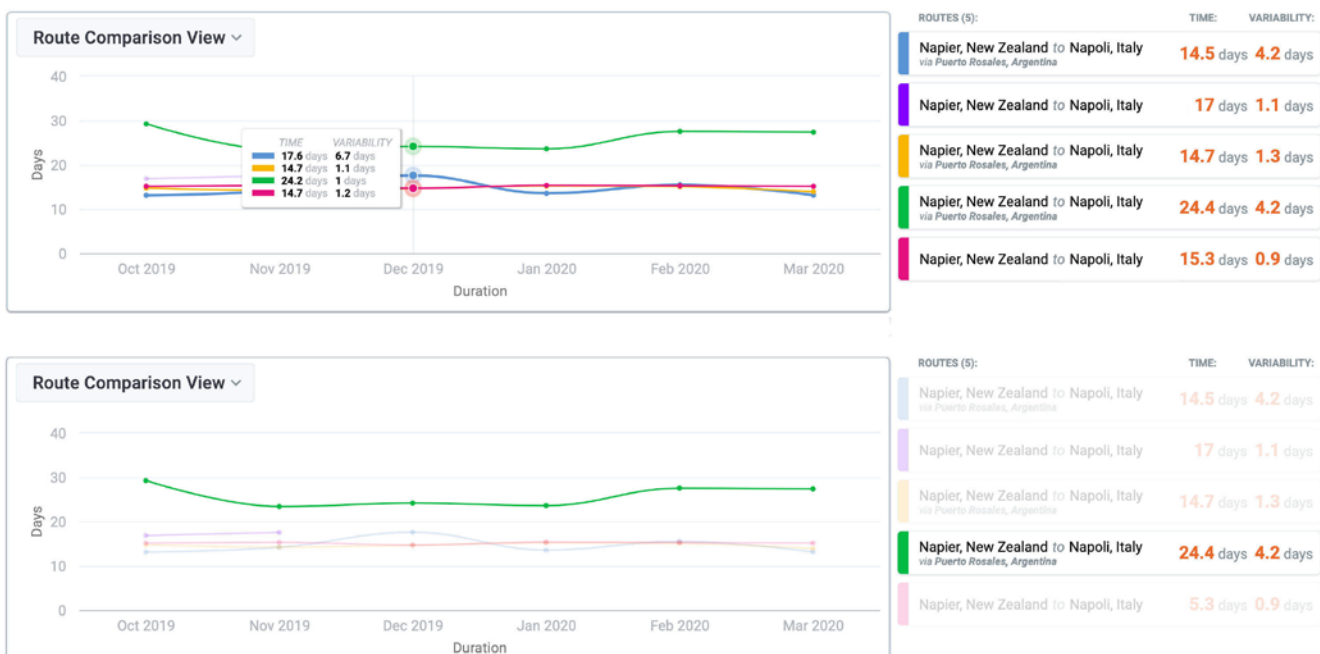 Route Comparison View
40
30
20
10
0
Days
TIME VARIABILITY
17.6 days 6.7 days
14.7 days 1.1 days
24.2 days 1 days
14.7 days 1.2 days
Oct 2019 Nov 2019 Dec 2019 Jan 2020 Feb 2020 Mar 2020
Duration
ROUTES (5): TIME: VARIABILITY:
Napier, New Zealand to Napoli, Italy
via Puerto Rosales, Argentina
14.5 days 4.2 days
Napier, New Zealand to Napoli, Italy 17 days 1.1 days
Napier, New Zealand to Napoli, Italy
via Puerto Rosales, Argentina
14.7 days 1.3 days
Napier, New Zealand to Napoli, Italy
via Puerto Rosales, Argentina
24.4 days 4.2 days
Napier, New Zealand to Napoli, Italy 15.3 days 0.9 days
Route Comparison View
40
30
20
10
0
Days
Oct 2019 Nov 2019 Dec 2019 Jan 2020 Feb 2020 Mar 2020
Duration
ROUTES (5): TIME: VARIABILITY:
Napier, New Zealand to Napoli, Italy
via Puerto Rosales, Argentina
14.5 days 4.2 days
Napier, New Zealand to Napoli, Italy 17 days 1.1 days
Napier, New Zealand to Napoli, Italy
via Puerto Rosales, Argentina
14.7 days 1.3 days
Napier, New Zealand to Napoli, Italy
via Puerto Rosales, Argentina
24.4 days 4.2 days
Napier, New Zealand to Napoli, Italy 5.3 days 0.9 days